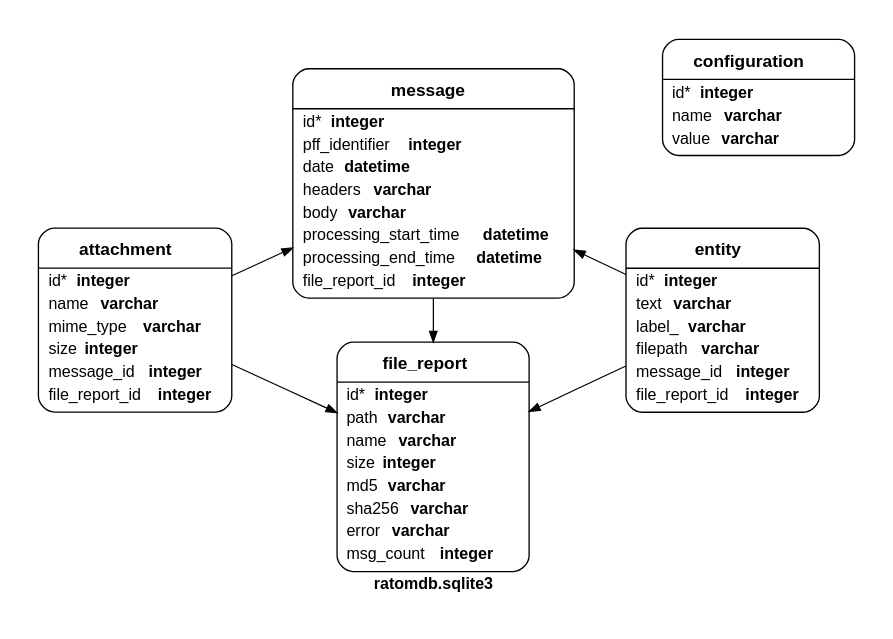 configuration
id* integer
name varchar
value varchar
message
id* integer
pff_identifier integer
date datetime
headers varchar
body varchar
processing_start_time datetime
processing_end_time datetime
file_report_id integer
attachment
id* integer
name varchar
mime_type varchar
size integer
message_id integer
file_report_id integer
entity
id* integer
text varchar
label_ varchar
filepath varchar
message_id integer
file_report_id integer
file_report
id* integer
path varchar
name varchar
size integer
md5 varchar
sha256 varchar
error varchar
msg_count integer
ratomdb.sqlite3